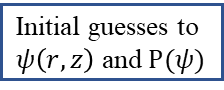 Initial guesses to
ψ(r, z) and P(ψ)